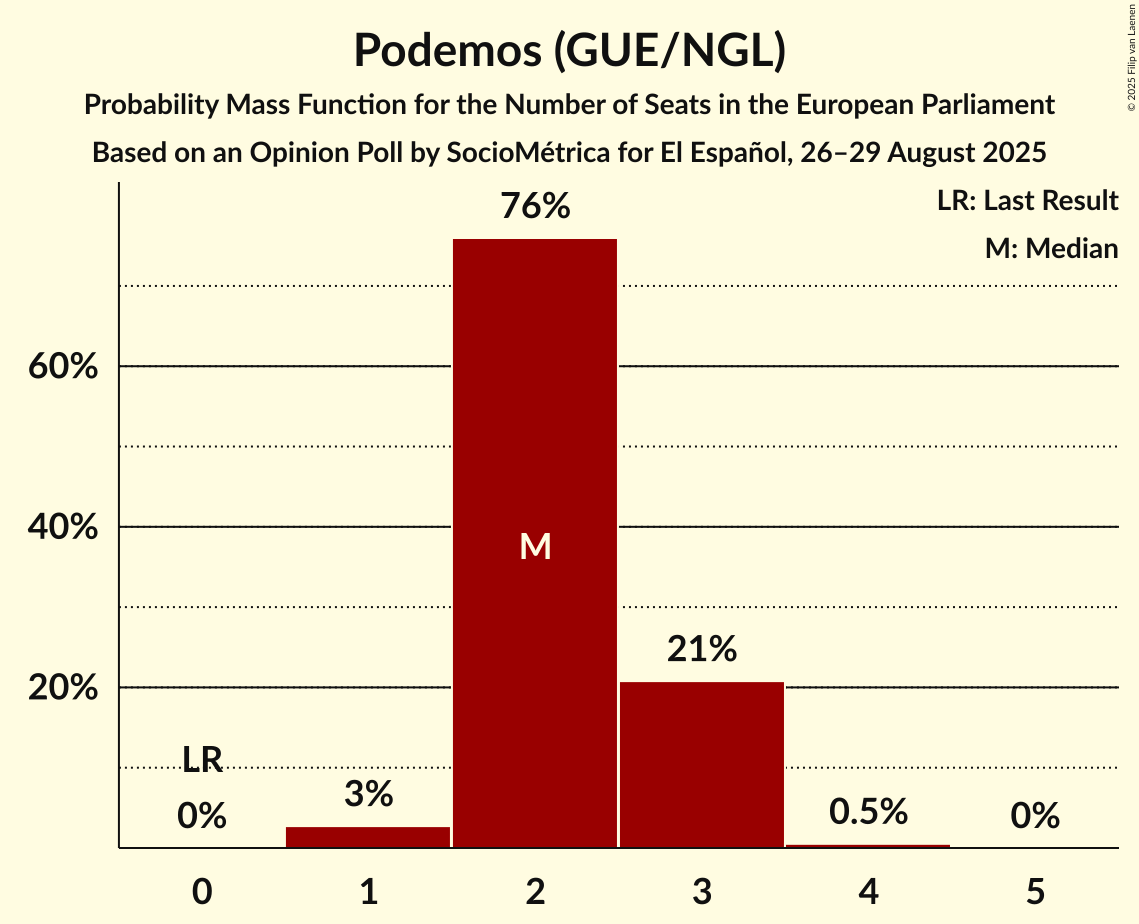 Podemos (GUE/NGL)
Probability Mass Function for the Number of Seats in the European Parliament
Based on an Opinion Poll by SocioMétrica for El Español, 26–29 August 2025
© 2025 Filip van Laenen
LR: Last Result
M: Median
76%
60%
40%
M
21%
20%
LR
0%
3%
0.5%
0%
0 1 2 3 4 5